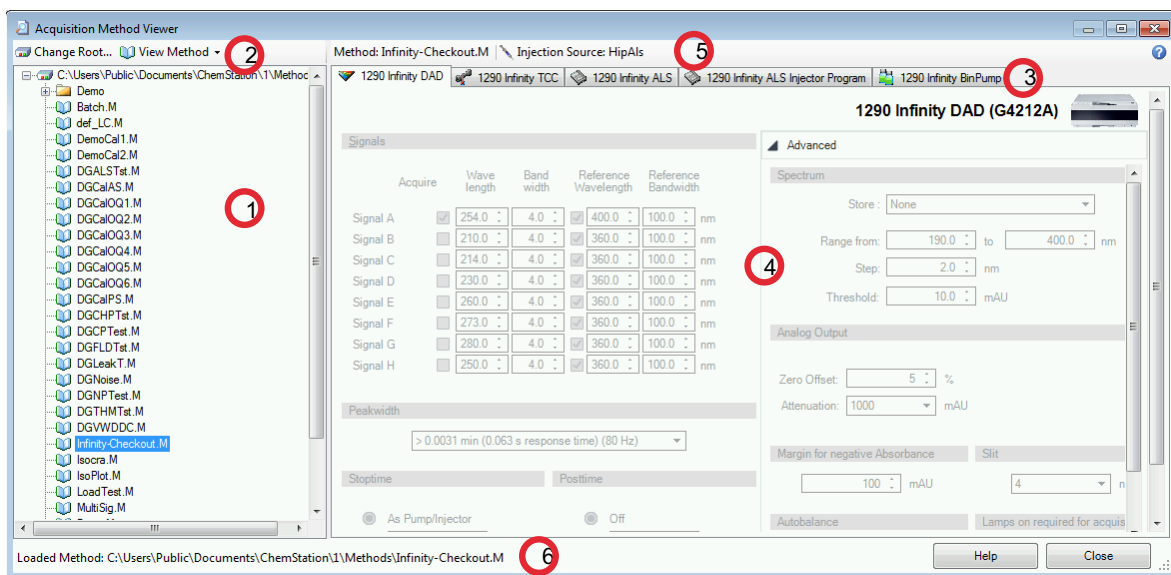 Acquisition Method Viewer
Change Root... View Method 2
Method: Infinity-Checkout.M Injection Source: HipAls 5
C:\Users\Public\Documents\ChemStation\1\Method
Demo
Batch.M
def_LC.M
DemoCal1.M
DemoCal2.M
DGALSTst.M
DGCalAS.M
DGCalOQ1.M
DGCalOQ2.M
DGCalOQ3.M
DGCalOQ4.M
DGCalOQ5.M
DGCalOQ6.M
DGCalPS.M
DGCHPTst.M
DGCPTest.M
DGFLDTst.M
DGLeakT.M
DGNoise.M
DGNPTest.M
DGTHMTst.M
DGVWDDC.M
Infinity-Checkout.M
Isocra.M
IsoPlot.M
LoadTest.M
MultiSig.M
1
1290 Infinity DAD 1290 Infinity TCC 1290 Infinity ALS 1290 Infinity ALS Injector Program 1290 Infinity BinPump 3
1290 Infinity DAD (G4212A)
Signals
Acquire Wave length Band width Reference Wavelength Reference Bandwidth
Signal A 254.0 4.0 400.0 100.0 nm
Signal B 210.0 4.0 360.0 100.0 nm
Signal C 214.0 4.0 360.0 100.0 nm
Signal D 230.0 4.0 360.0 100.0 nm
Signal E 260.0 4.0 360.0 100.0 nm
Signal F 273.0 4.0 360.0 100.0 nm
Signal G 280.0 4.0 360.0 100.0 nm
Signal H 250.0 4.0 360.0 100.0 nm
Peakwidth
> 0.0031 min (0.063 s response time) (80 Hz)
Stoptime Posttime
As Pump/Injector Off
4
Advanced
Spectrum
Store : None
Range from: 190.0 to 400.0 nm
Step: 2.0 nm
Threshold: 10.0 mAU
Analog Output
Zero Offset: 5 %
Attenuation: 1000 mAU
Margin for negative Absorbance Slit
100 mAU 4 n
Autobalance Lamps on required for acquis
Loaded Method: C:\Users\Public\Documents\ChemStation\1\Methods\Infinity-Checkout.M 6
Help Close